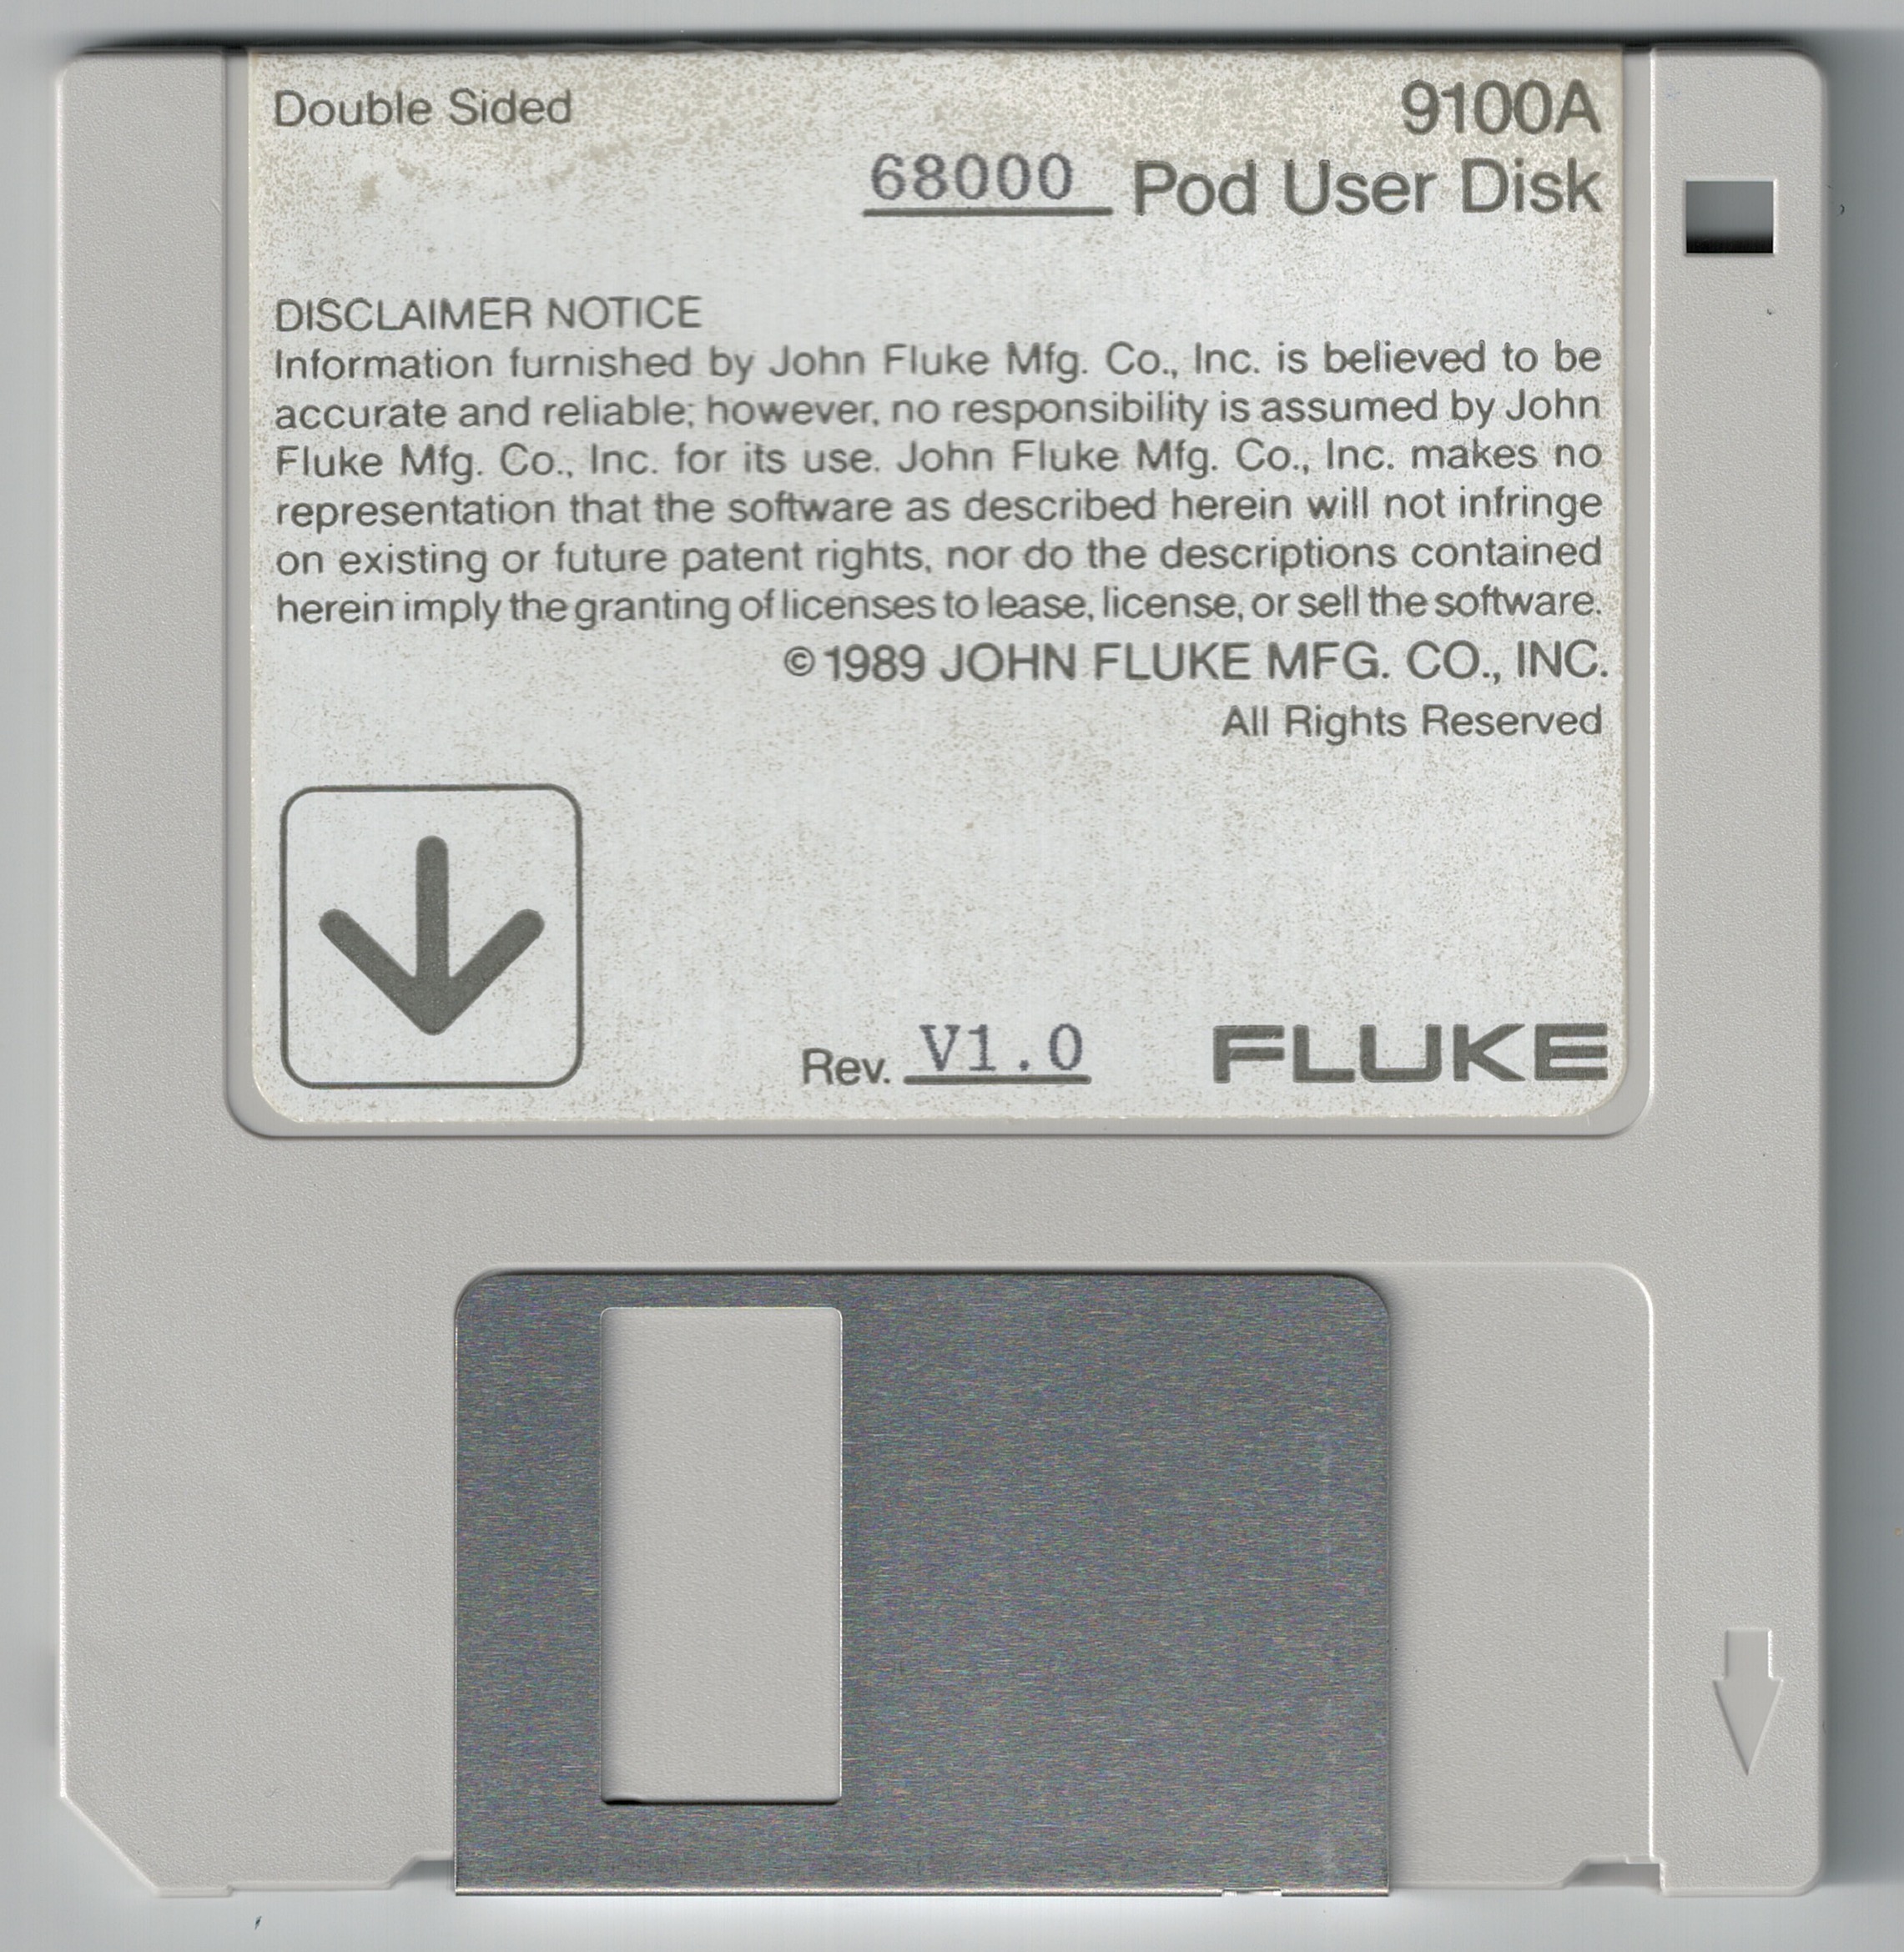 Double Sided
9100A
68000 Pod User Disk
DISCLAIMER NOTICE
Information furnished by John Fluke Mfg. Co., Inc. is believed to be
accurate and reliable; however, no responsibility is assumed by John
Fluke Mfg. Co., Inc. for its use. John Fluke Mfg. Co., Inc. makes no
representation that the software as described herein will not infringe
on existing or future patent rights, nor do the descriptions contained
herein imply the granting of licenses to lease, license, or sell the software.
©1989 JOHN FLUKE MFG. CO., INC.
All Rights Reserved
Rev. V1.0
FLUKE